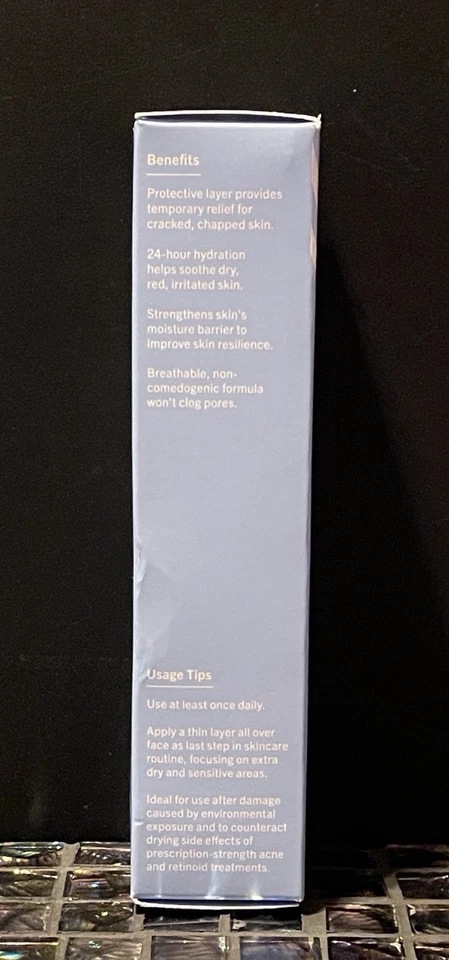 Benefits
Protective layer provides
temporary relief for
cracked, chapped skin.
24-hour hydration
helps soothe dry,
red, irritated skin.
Strengthens skin's
moisture barrier to
improve skin resilience.
Breathable, non-
comedogenic formula
won't clog pores.
Usage Tips
Use at least once daily.
Apply a thin layer all over
face as last step in skincare
routine, focusing on extra
dry and sensitive areas.
Ideal for use after damage
caused by environmental
exposure and to counteract
drying side effects of
prescription-strength acne
and retinoid treatments.